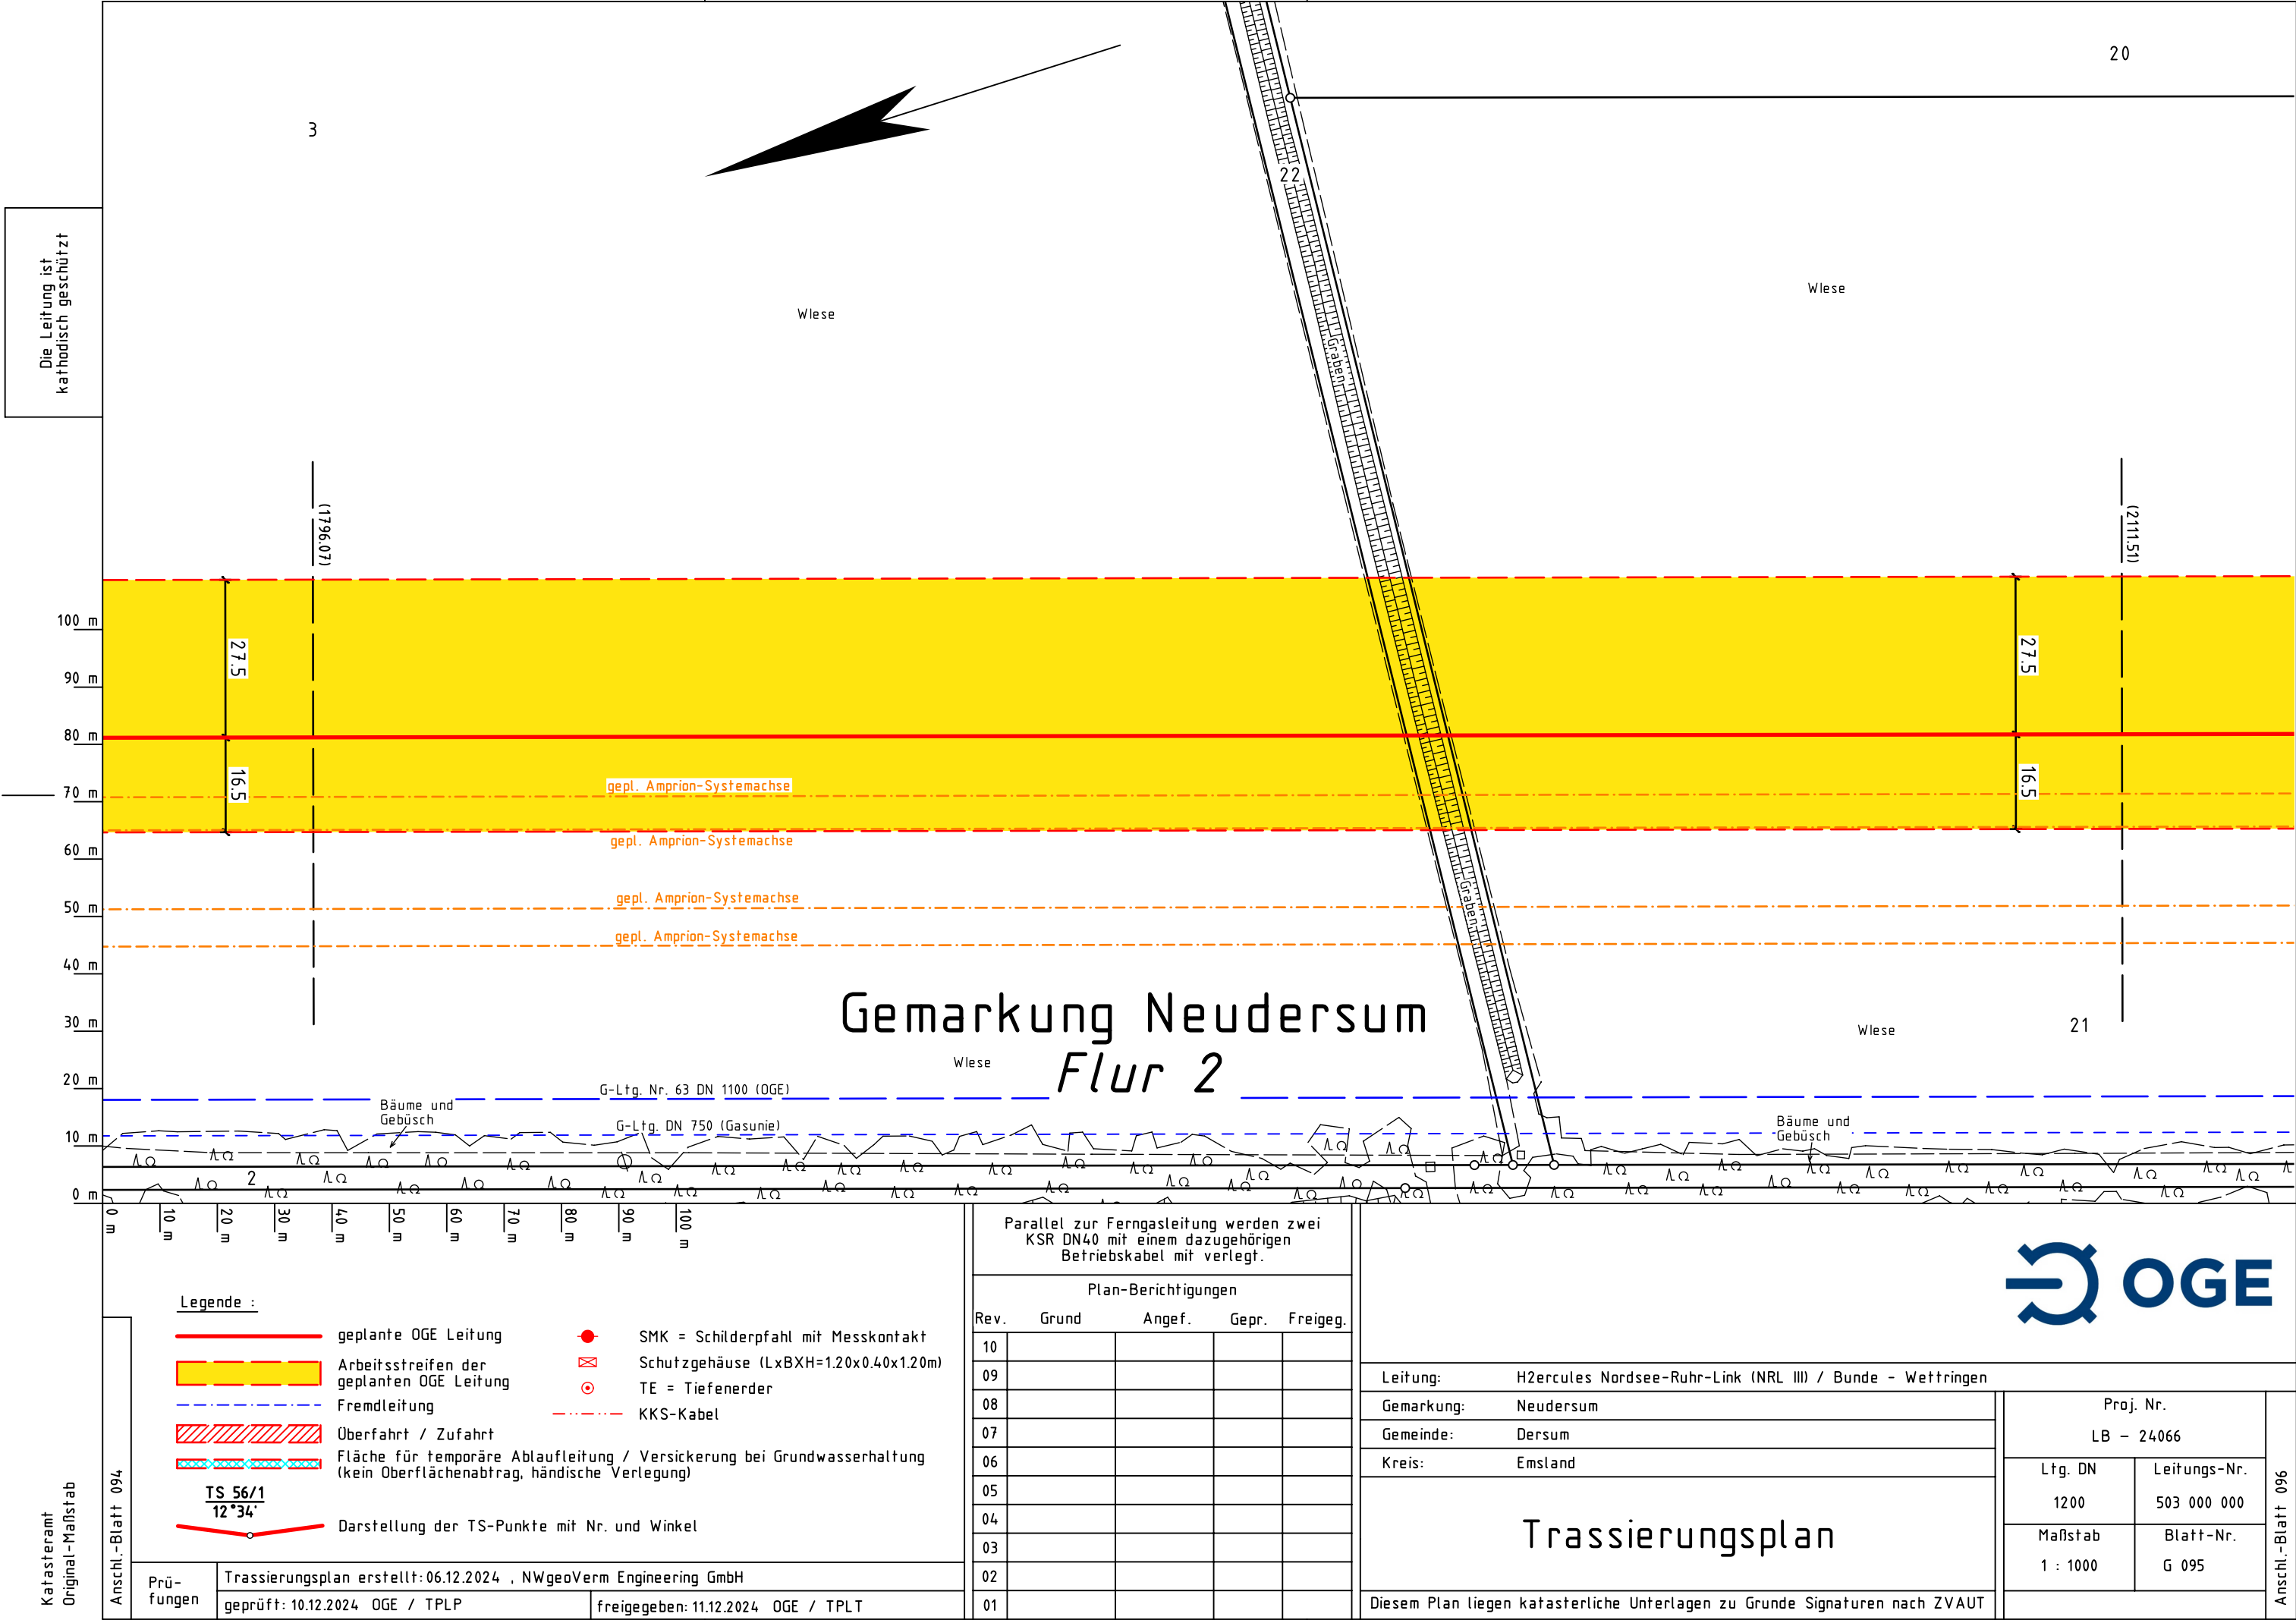 20
3
22
Die Leitung ist
kathodisch geschützt
WIese
WIese
Graben
(1796.07)
(2111.51)
100 m
27.5
27.5
90 m
80 m
16.5
16.5
gepl. Amprion-Systemachse
70 m
gepl. Amprion-Systemachse
60 m
gepl. Amprion-Systemachse
50 m
Graben
gepl. Amprion-Systemachse
40 m
Gemarkung Neudersum
30 m
WIese
21
WIese
Flur 2
20 m
G-Ltg. Nr. 63 DN 1100 (OGE)
Bäume und
Gebüsch
G-Ltg. DN 750 (Gasunie)
Bäume und
Gebüsch
10 m
2
0 m
0 m
10 m
20 m
30 m
40 m
50 m
60 m
70 m
80 m
90 m
100 m
Legende :
geplante OGE Leitung
Arbeitsstreifen der
geplanten OGE Leitung
Fremdleitung
Überfahrt / Zufahrt
Fläche für temporäre Ablaufleitung / Versickerung bei Grundwasserhaltung
(kein Oberflächenabtrag, händische Verlegung)
TS 56/1
12°34'
Darstellung der TS-Punkte mit Nr. und Winkel
SMK = Schilderpfahl mit Messkontakt
Schutzgehäuse (LxBXH=1.20x0.40x1.20m)
TE = Tiefenerder
KKS-Kabel
Katasteramt
Original-Maßstab
Anschl.-Blatt 094
Prü-
fungen
Trassierungsplan erstellt: 06.12.2024 , NWgeoVerm Engineering GmbH
geprüft: 10.12.2024 OGE / TPLP
freigegeben: 11.12.2024 OGE / TPLT
Parallel zur Ferngasleitung werden zwei
KSR DN40 mit einem dazugehörigen
Betriebskabel mit verlegt.
Plan-Berichtigungen
Rev. Grund Angef. Gepr. Freigeg.
10
09
08
07
06
05
04
03
02
01
OGE
Leitung: H2ercules Nordsee-Ruhr-Link (NRL III) / Bunde - Wettringen
Gemarkung: Neudersum
Gemeinde: Dersum
Kreis: Emsland
Trassierungsplan
Diesem Plan liegen katasterliche Unterlagen zu Grunde Signaturen nach ZVAUT
Proj. Nr.
LB - 24066
Ltg. DN Leitungs-Nr.
1200 503 000 000
Maßstab Blatt-Nr.
1 : 1000 G 095
Anschl.-Blatt 096